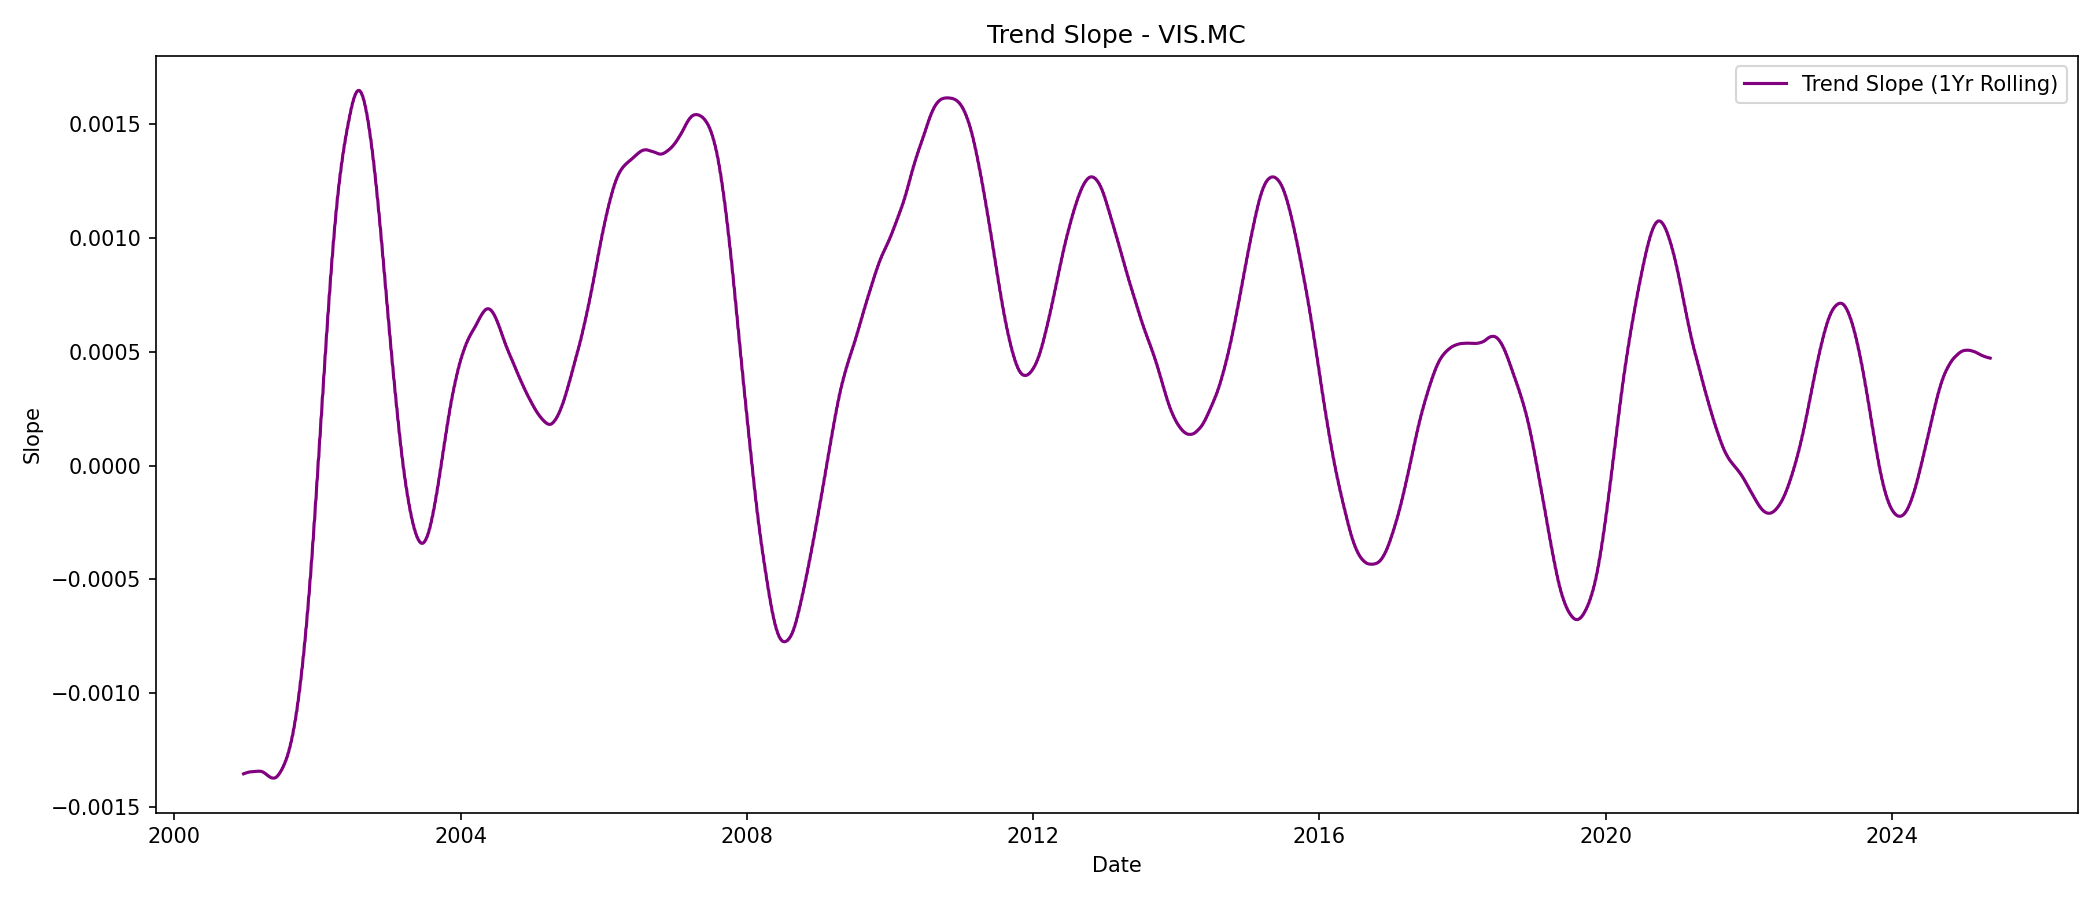 Trend Slope - VIS.MC
Trend Slope (1Yr Rolling)
0.0015
0.0010
0.0005
0.0000
−0.0005
−0.0010
−0.0015
Slope
2000 2004 2008 2012 2016 2020 2024
Date